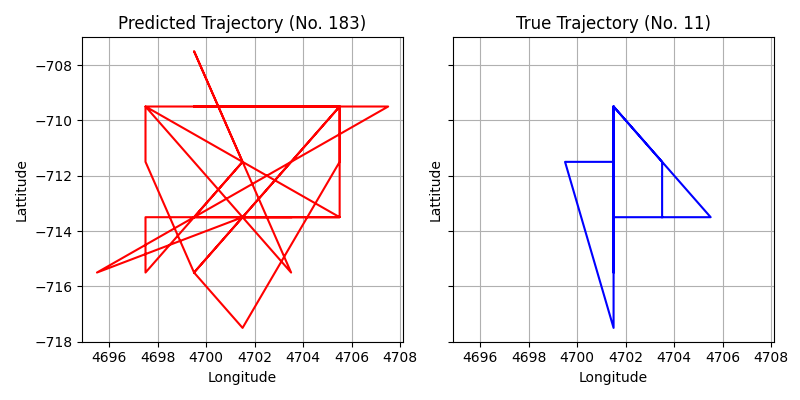 Predicted Trajectory (No. 183)
True Trajectory (No. 11)
−708
−710
−712
−714
−716
−718
Lattitude
Lattitude
4696 4698 4700 4702 4704 4706 4708
4696 4698 4700 4702 4704 4706 4708
Longitude
Longitude